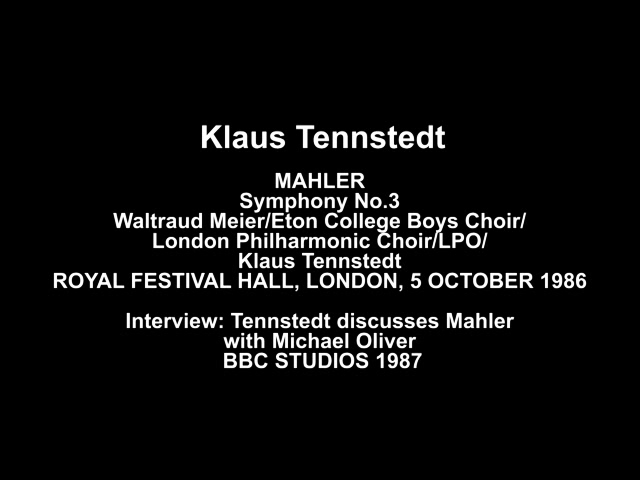 Klaus Tennstedt
MAHLER
Symphony No.3
Waltraud Meier/Eton College Boys Choir/
London Philharmonic Choir/LPO/
Klaus Tennstedt
ROYAL FESTIVAL HALL, LONDON, 5 OCTOBER 1986
Interview: Tennstedt discusses Mahler
with Michael Oliver
BBC STUDIOS 1987